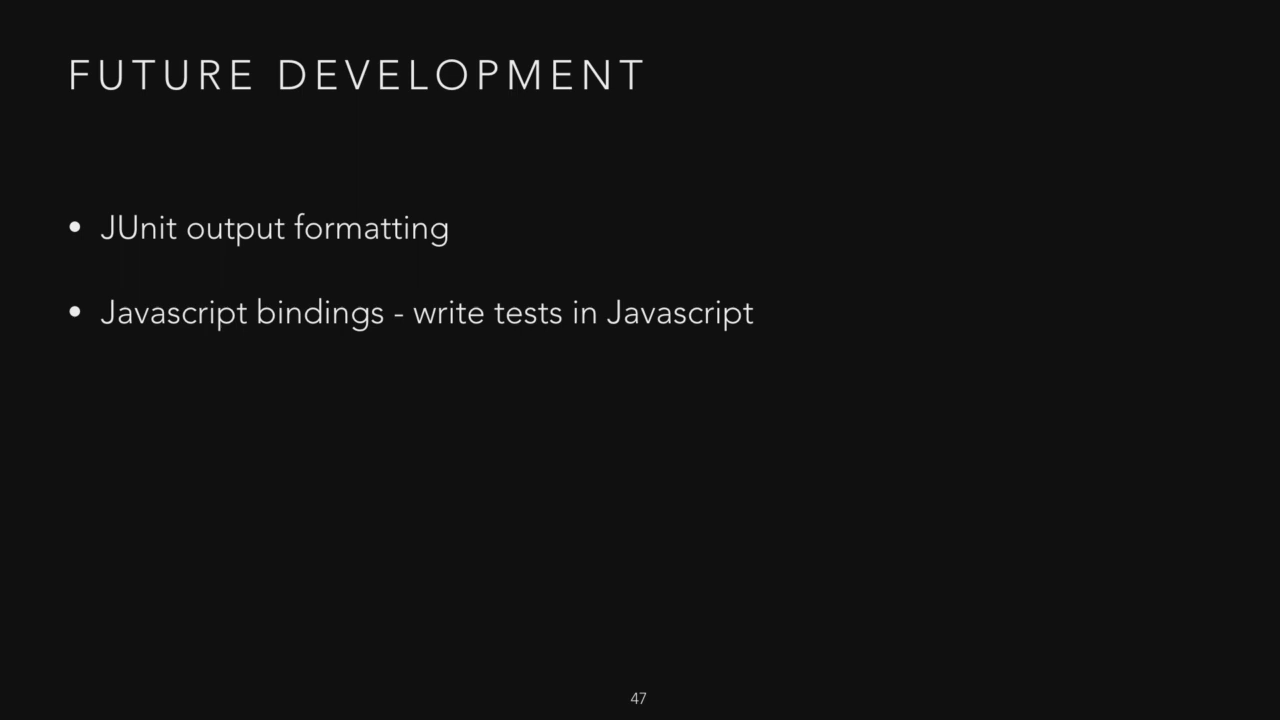 FUTURE DEVELOPMENT
• JUnit output formatting
• Javascript bindings - write tests in Javascript
47